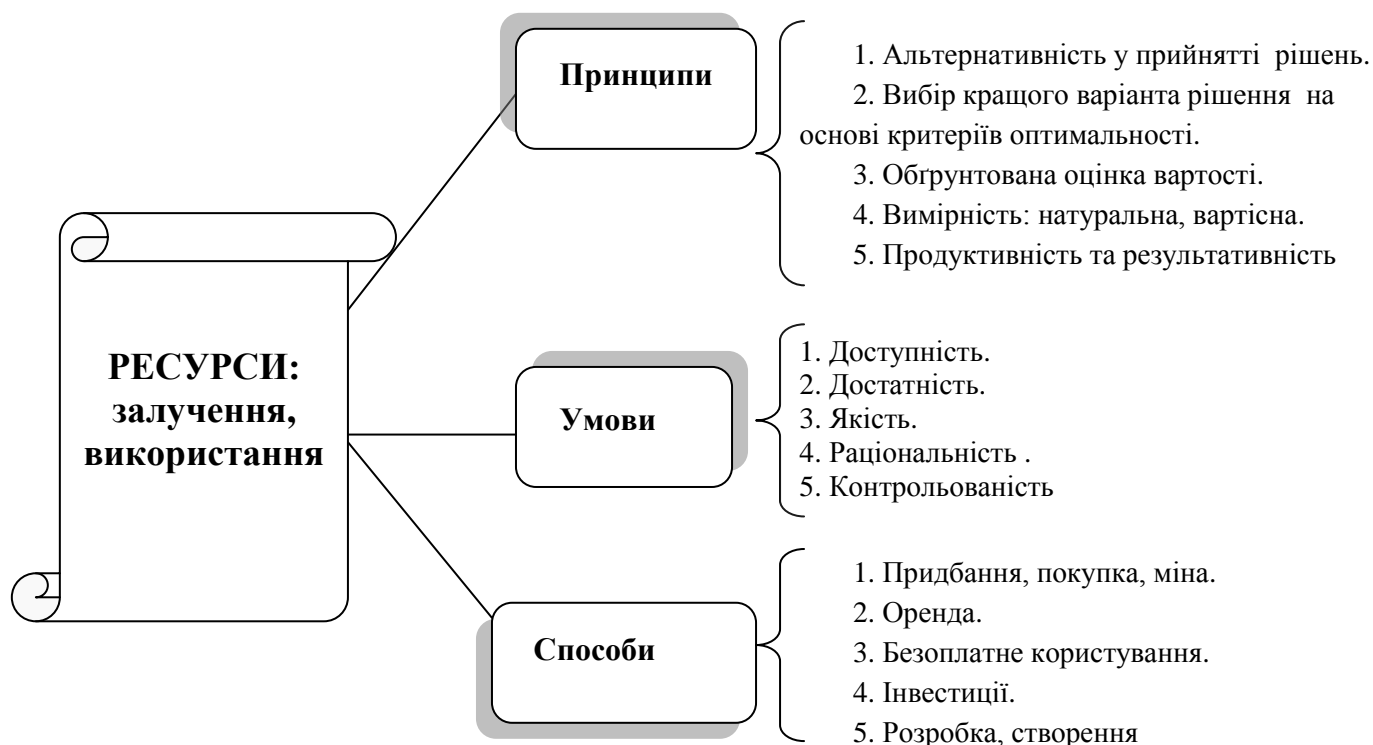 Принципи
1. Альтернативність у прийнятті рішень.
2. Вибір кращого варіанта рішення на
основі критеріїв оптимальності.
3. Обґрунтована оцінка вартості.
4. Вимірність: натуральна, вартісна.
5. Продуктивність та результативність
РЕСУРСИ:
залучення,
використання
Умови
1. Доступність.
2. Достатність.
3. Якість.
4. Раціональність .
5. Контрольованість
Способи
1. Придбання, покупка, міна.
2. Оренда.
3. Безоплатне користування.
4. Інвестиції.
5. Розробка, створення